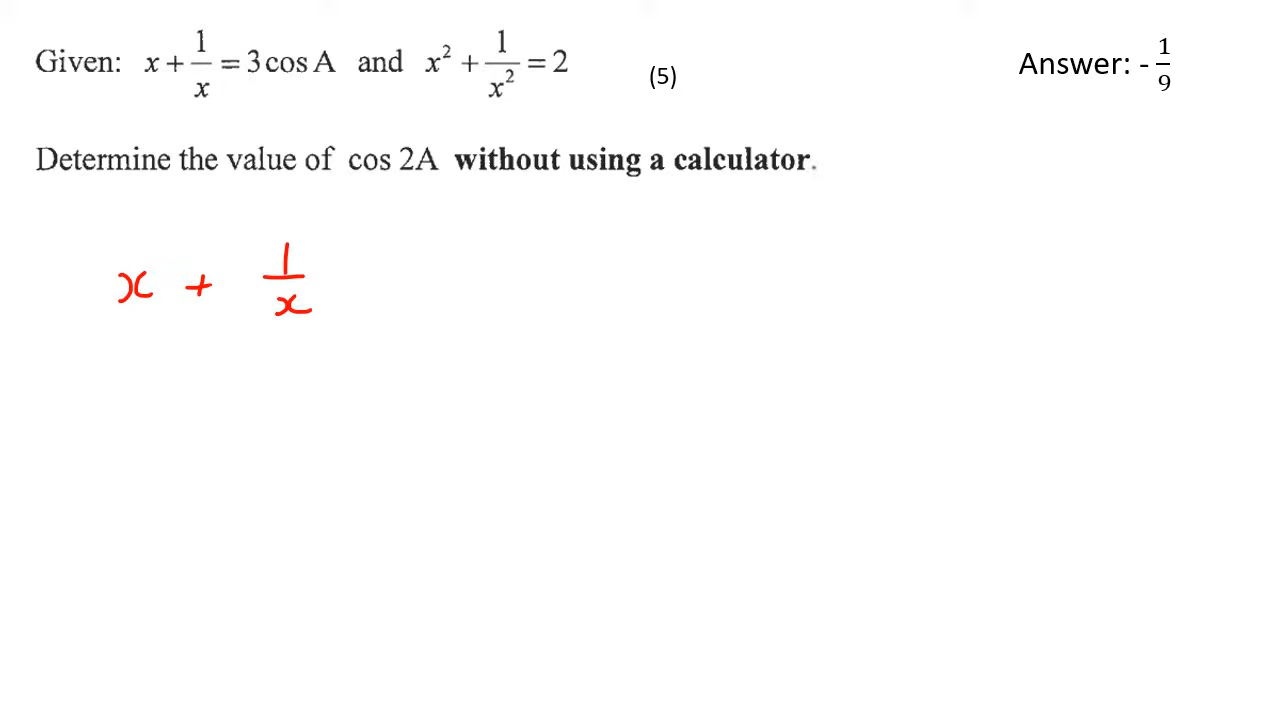 Given: x + 1/x = 3 cos A and x² + 1/x² = 2 (5) Answer: - 1/9
Determine the value of cos 2A without using a calculator.
x + 1/x